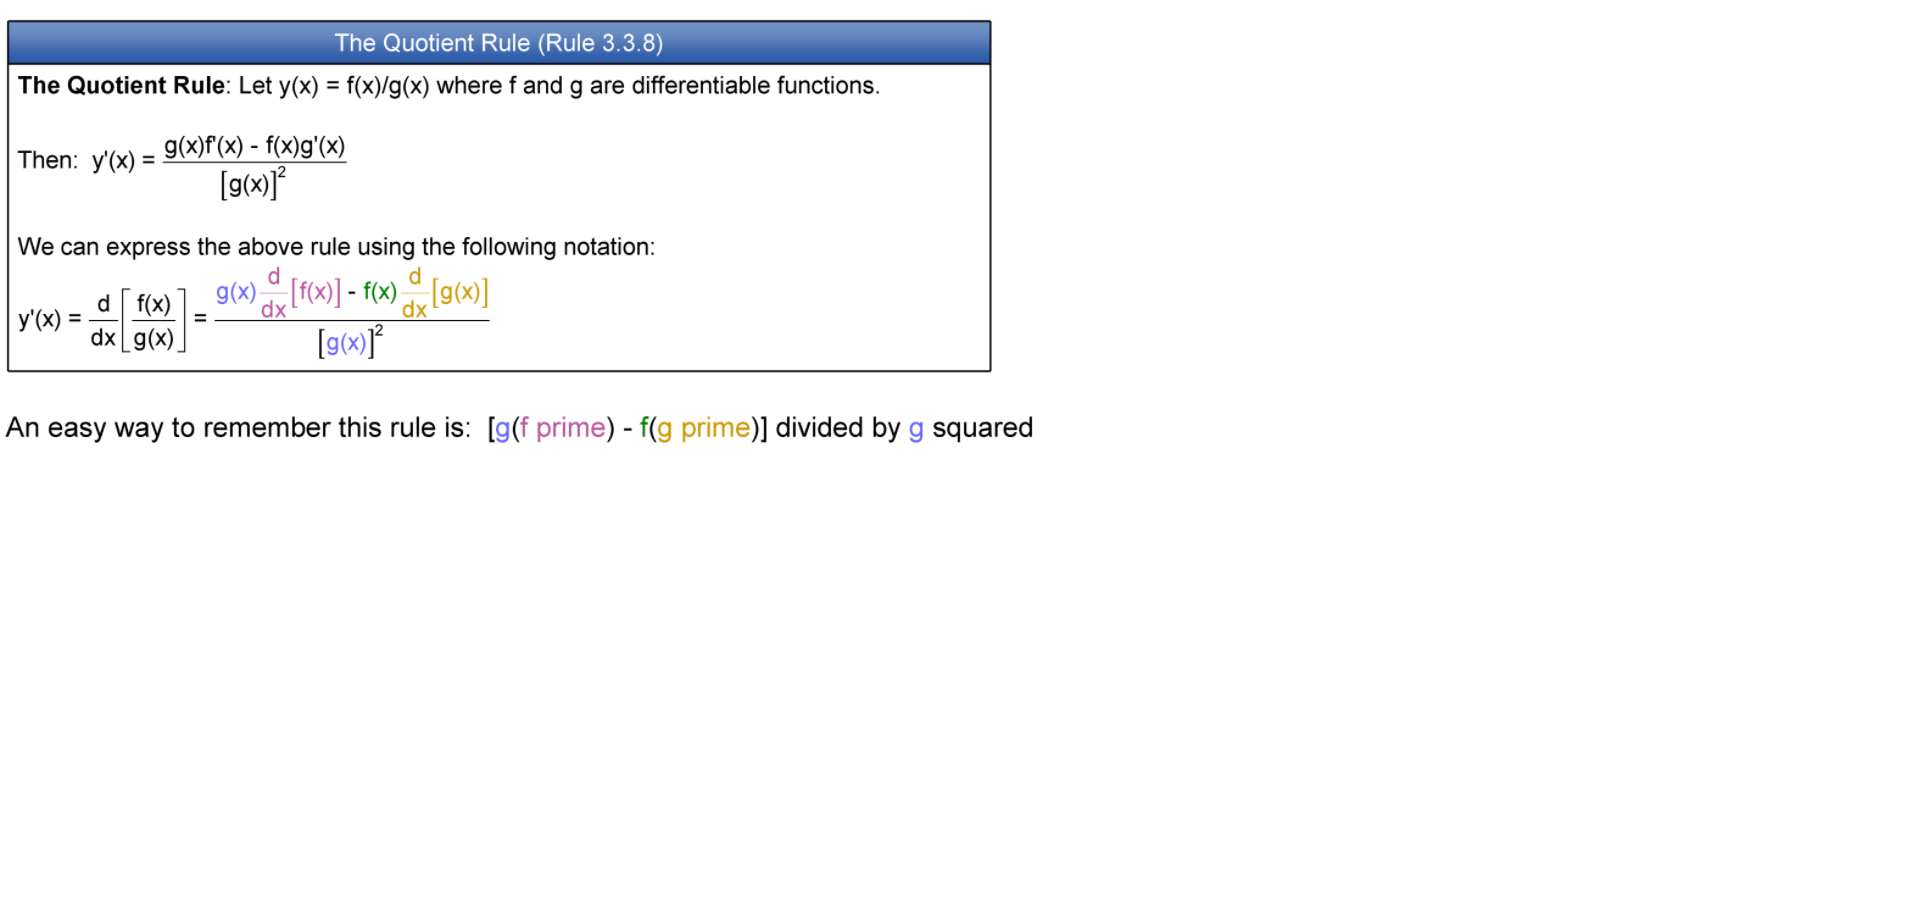 The Quotient Rule (Rule 3.3.8)
The Quotient Rule: Let y(x) = f(x)/g(x) where f and g are differentiable functions.
Then: y'(x) = \frac{g(x)f'(x) - f(x)g'(x)}{[g(x)]^2}
We can express the above rule using the following notation:
y'(x) = \frac{d}{dx}[\frac{f(x)}{g(x)}] = \frac{g(x)\frac{d}{dx}[f(x)] - f(x)\frac{d}{dx}[g(x)]}{[g(x)]^2}
An easy way to remember this rule is: [g(f prime) - f(g prime)] divided by g squared